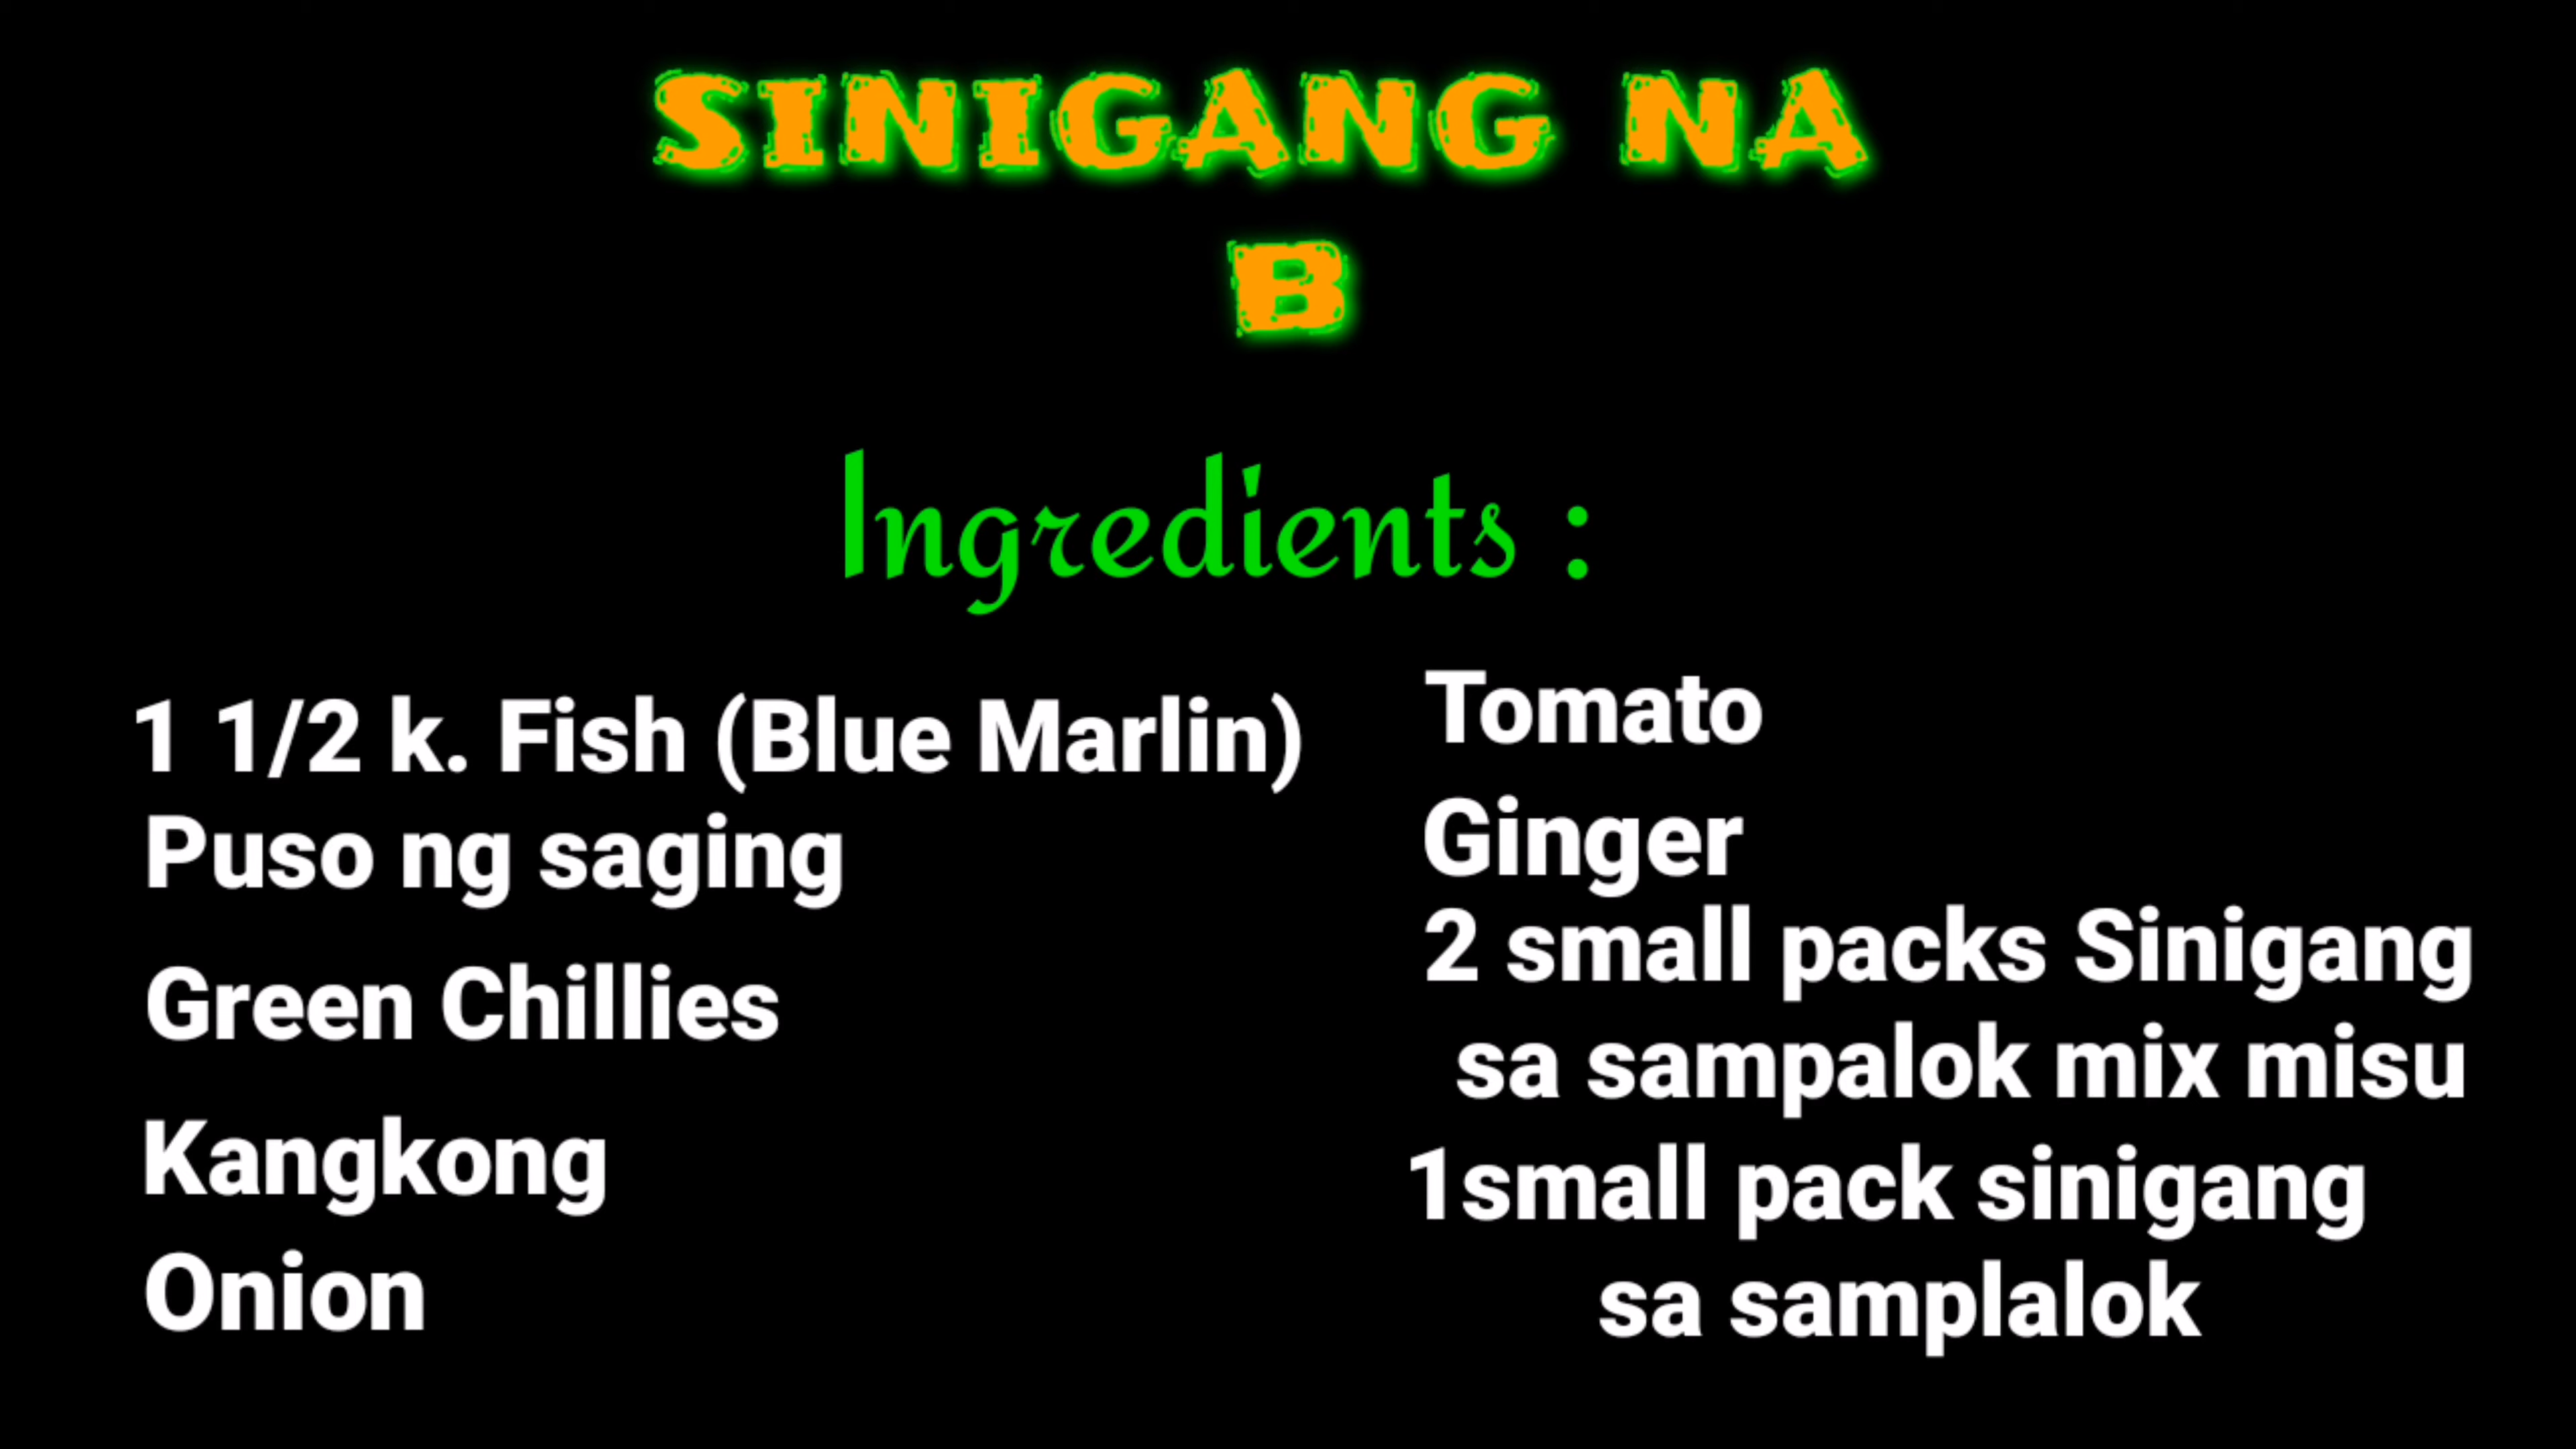 SINIGANG NA
B
Ingredients :
1 1/2 k. Fish (Blue Marlin)
Puso ng saging
Green Chillies
Kangkong
Onion
Tomato
Ginger
2 small packs Sinigang
sa sampalok mix misu
1small pack sinigang
sa samplalok